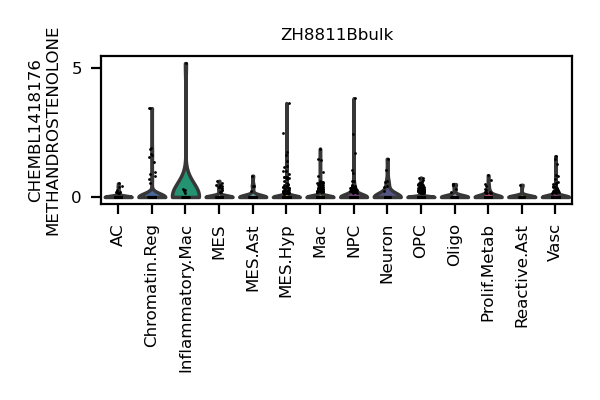 ZH8811Bbulk
CHEMBL1418176
METHANDROSTENOLONE
5
0
AC
Chromatin.Reg
Inflammatory.Mac
MES
MES.Ast
MES.Hyp
Mac
NPC
Neuron
OPC
Oligo
Prolif.Metab
Reactive.Ast
Vasc